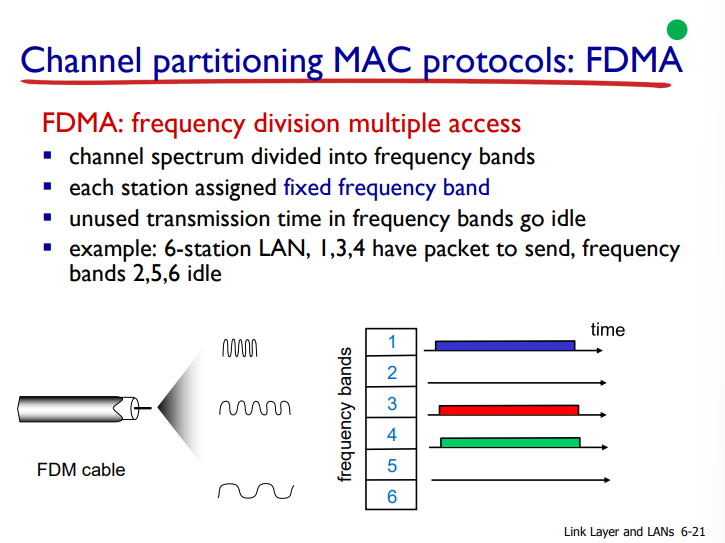 Channel partitioning MAC protocols: FDMA
FDMA: frequency division multiple access
channel spectrum divided into frequency bands
each station assigned fixed frequency band
unused transmission time in frequency bands go idle
example: 6-station LAN, 1,3,4 have packet to send, frequency
bands 2,5,6 idle
FDM cable
frequency bands
1
2
3
4
5
6
time
Link Layer and LANs 6-21